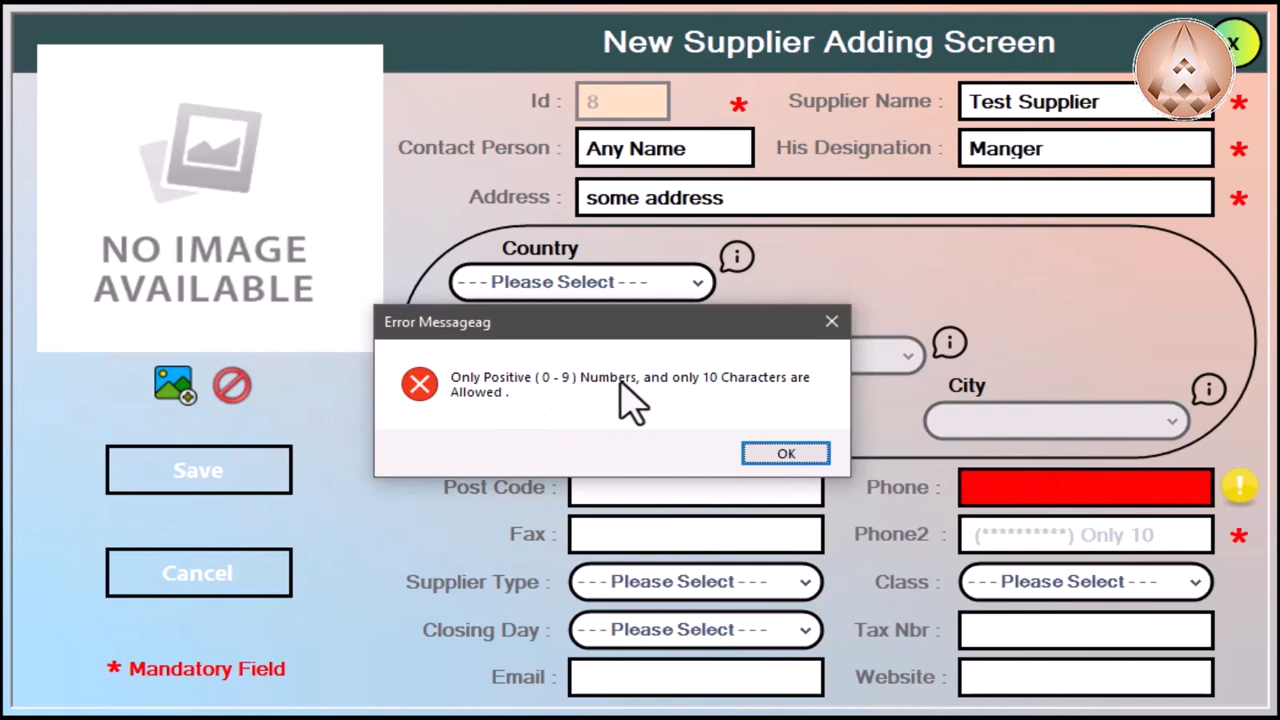 New Supplier Adding Screen
x
Id : 8 * Supplier Name : Test Supplier *
Contact Person : Any Name His Designation : Manger *
Address : some address *
NO IMAGE
AVAILABLE
Country
--- Please Select ---
Error Messageag
Only Positive ( 0 - 9 ) Numbers, and only 10 Characters are
Allowed .
OK
City
Save
Post Code : Phone :
Fax : Phone2 : (**********) Only 10 *
Cancel
Supplier Type : --- Please Select --- Class : --- Please Select ---
Closing Day : --- Please Select --- Tax Nbr :
* Mandatory Field
Email : Website :